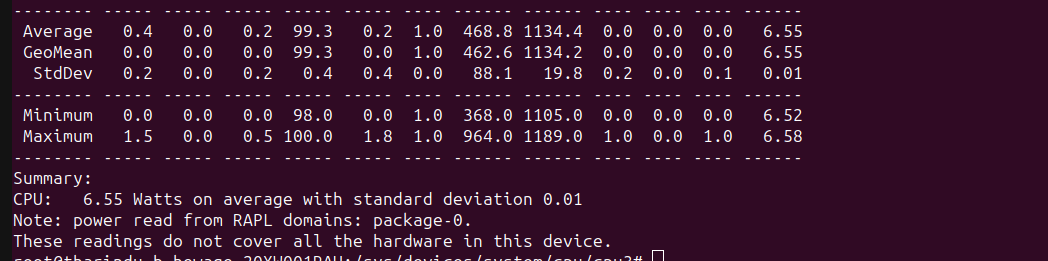 -------- ----- ----- ----- ----- ----- ---- ------ ------ ---- ---- ---- ------
Average 0.4 0.0 0.2 99.3 0.2 1.0 468.8 1134.4 0.0 0.0 0.0 6.55
GeoMean 0.0 0.0 0.0 99.3 0.0 1.0 462.6 1134.2 0.0 0.0 0.0 6.55
StdDev 0.2 0.0 0.2 0.4 0.4 0.0 88.1 19.8 0.2 0.0 0.1 0.01
-------- ----- ----- ----- ----- ----- ---- ------ ------ ---- ---- ---- ------
Minimum 0.0 0.0 0.0 98.0 0.0 1.0 368.0 1105.0 0.0 0.0 0.0 6.52
Maximum 1.5 0.0 0.5 100.0 1.8 1.0 964.0 1189.0 1.0 0.0 1.0 6.58
-------- ----- ----- ----- ----- ----- ---- ------ ------ ---- ---- ---- ------
Summary:
CPU: 6.55 Watts on average with standard deviation 0.01
Note: power read from RAPL domains: package-0.
These readings do not cover all the hardware in this device.